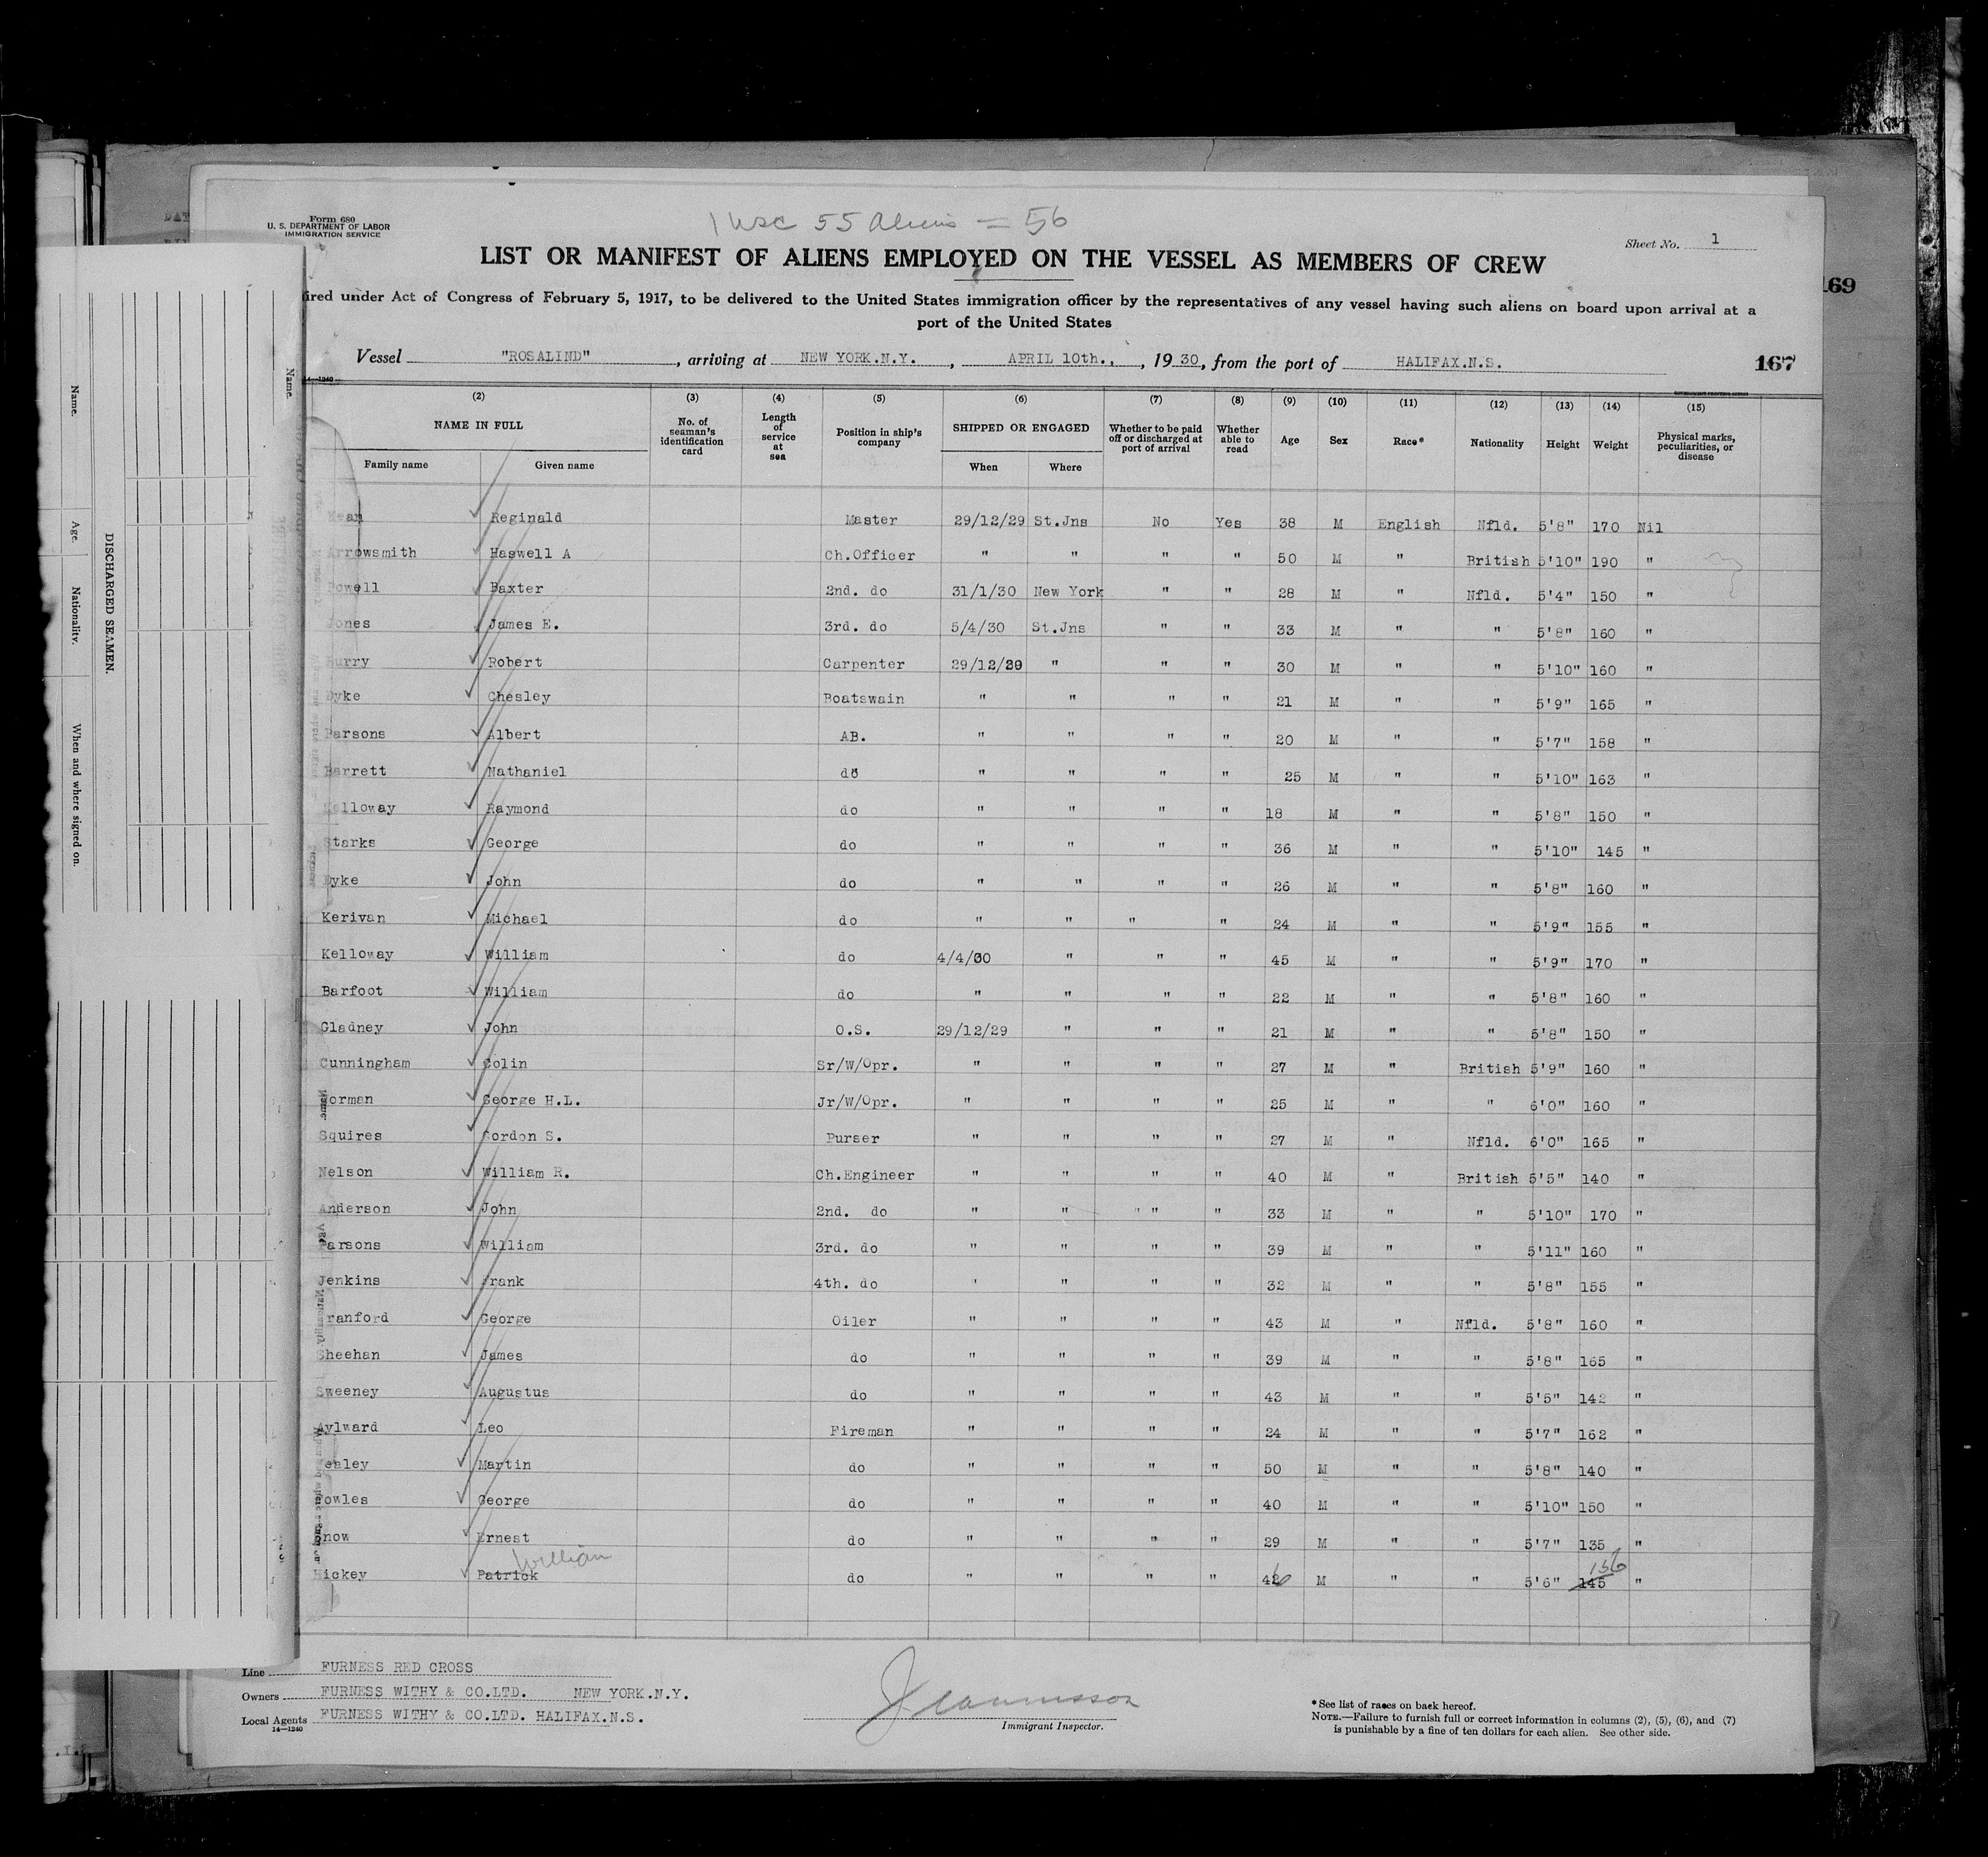 Form 680
U. S. DEPARTMENT OF LABOR
IMMIGRATION SERVICE
1 usc 55 aliens = 56
Sheet No. 1
LIST OR MANIFEST OF ALIENS EMPLOYED ON THE VESSEL AS MEMBERS OF CREW
169
ired under Act of Congress of February 5, 1917, to be delivered to the United States immigration officer by the representatives of any vessel having such aliens on board upon arrival at a
port of the United States
Vessel "ROSALIND", arriving at NEW YORK.N.Y., APRIL 10th., 1930, from the port of HALIFAX.N.S. 167
14—1240
(2) (3) (4) (5) (6) (7) (8) (9) (10) (11) (12) (13) (14) (15)
NAME IN FULL No. of seaman's identification card Length of service at sea Position in ship's company SHIPPED OR ENGAGED Whether to be paid off or discharged at port of arrival Whether able to read Age Sex Race* Nationality Height Weight Physical marks, peculiarities, or disease
Family name Given name When Where
Kean Reginald Master 29/12/29 St.Jns No Yes 38 M English Nfld. 5'8" 170 Nil
Arrowsmith Haswell A Ch.Officer " " " " 50 M " British 5'10" 190 "
Powell Baxter 2nd. do 31/1/30 New York " " 28 M " Nfld. 5'4" 150 "
Jones James E. 3rd. do 5/4/30 St.Jns " " 33 M " " 5'8" 160 "
Burry Robert Carpenter 29/12/29 " " " 30 M " " 5'10" 160 "
Dyke Chesley Boatswain " " " " 21 M " " 5'9" 165 "
Parsons Albert AB. " " " " 20 M " " 5'7" 158 "
Barrett Nathaniel do " " " " 25 M " " 5'10" 163 "
Kelloway Raymond do " " " " 18 M " " 5'8" 150 "
Starks George do " " " " 36 M " " 5'10" 145 "
Dyke John do " " " " 26 M " " 5'8" 160 "
Kerivan Michael do " " " " 24 M " " 5'9" 155 "
Kelloway William do 4/4/30 " " " 45 M " " 5'9" 170 "
Barfoot William do " " " " 22 M " " 5'8" 160 "
Gladney John O.S. 29/12/29 " " " 21 M " " 5'8" 150 "
Cunningham Colin Sr/W/Opr. " " " " 27 M " British 5'9" 160 "
Norman George H.L. Jr/W/Opr. " " " " 25 M " " 6'0" 160 "
Squires Gordon S. Purser " " " " 27 M " Nfld. 6'0" 165 "
Nelson William R. Ch.Engineer " " " " 40 M " British 5'5" 140 "
Anderson John 2nd. do " " " " " 33 M " " 5'10" 170 "
Parsons William 3rd. do " " " " 39 M " " 5'11" 160 "
Jenkins Frank 4th. do ' " " " 32 M " " 5'8" 155 "
Cranford George Oiler " " " " 43 M " Nfld. 5'8" 160 "
Sheehan James do " " " " 39 M " " 5'8" 165 "
Sweeney Augustus do " " " " 43 M " " 5'5" 142 "
Aylward Leo Fireman " " " " 24 M " " 5'7" 162 "
Martin do " " " " 50 M " " 5'8" 140 "
George do " " " " 40 M " " 5'10" 150 "
Snow Ernest do " " " " 29 M " " 5'7" 135 "
William 156
Hickey Patrick do " " " " 46 M " " 5'6" 145 "
Line FURNESS RED CROSS
Owners FURNESS WITHY & CO.LTD. NEW YORK.N.Y.
Local Agents FURNESS WITHY & CO.LTD. HALIFAX.N.S.
14—1240
Immigrant Inspector.
*See list of races on back hereof.
NOTE.—Failure to furnish full or correct information in columns (2), (5), (6), and (7)
is punishable by a fine of ten dollars for each alien. See other side.
DISCHARGED SEAMEN.
Name. Age. Nationality. When and where signed on.
Name.